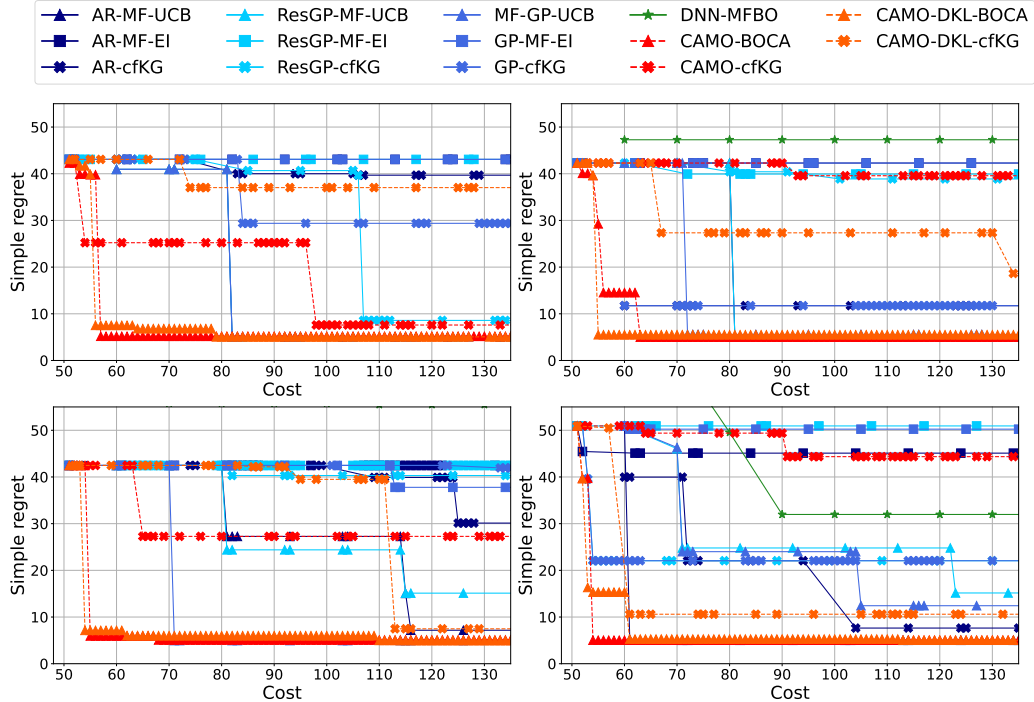 AR-MF-UCB ResGP-MF-UCB MF-GP-UCB DNN-MFBO CAMO-DKL-BOCA
AR-MF-EI ResGP-MF-EI GP-MF-EI CAMO-BOCA CAMO-DKL-cfKG
AR-cfKG ResGP-cfKG GP-cfKG CAMO-cfKG
Simple regret
50
40
30
20
10
0
50 60 70 80 90 100 110 120 130
Cost
Simple regret
50
40
30
20
10
0
50 60 70 80 90 100 110 120 130
Cost
Simple regret
50
40
30
20
10
0
50 60 70 80 90 100 110 120 130
Cost
Simple regret
50
40
30
20
10
0
50 60 70 80 90 100 110 120 130
Cost